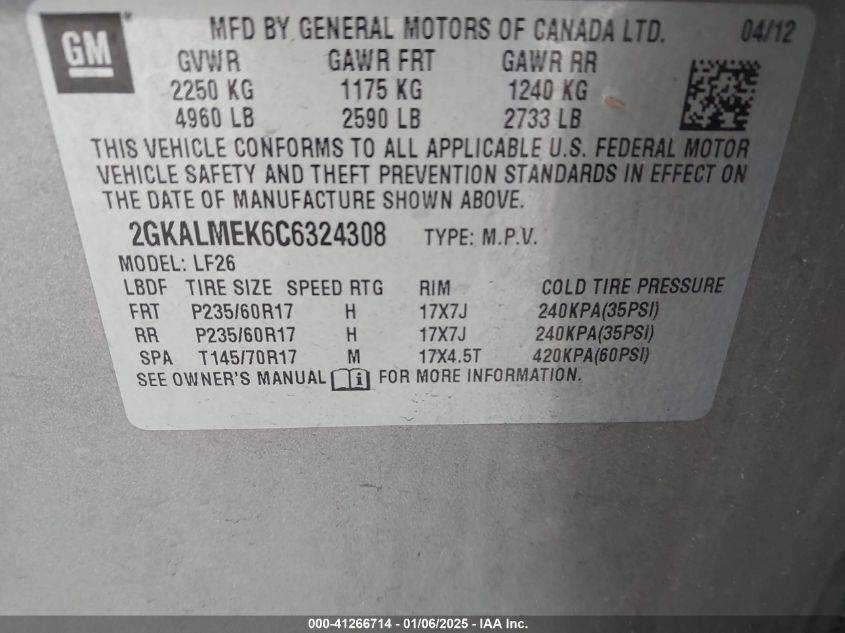 GM MFD BY GENERAL MOTORS OF CANADA LTD. 04/12
GVWR GAWR FRT GAWR RR
2250 KG 1175 KG 1240 KG
4960 LB 2590 LB 2733 LB
THIS VEHICLE CONFORMS TO ALL APPLICABLE U.S. FEDERAL MOTOR
VEHICLE SAFETY AND THEFT PREVENTION STANDARDS IN EFFECT ON
THE DATE OF MANUFACTURE SHOWN ABOVE.
2GKALMEK6C6324308 TYPE: M.P.V.
MODEL: LF26
LBDF TIRE SIZE SPEED RTG RIM COLD TIRE PRESSURE
FRT P235/60R17 H 17X7J 240KPA(35PSI)
RR P235/60R17 H 17X7J 240KPA(35PSI)
SPA T145/70R17 M 17X4.5T 420KPA(60PSI)
SEE OWNER'S MANUAL i FOR MORE INFORMATION.
000-41266714 - 01/06/2025 - IAA Inc.